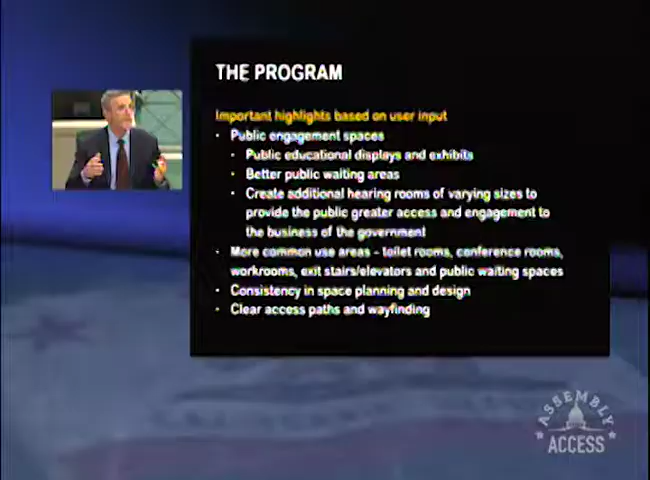 THE PROGRAM
Important highlights based on user input
• Public engagement spaces
• Public educational displays and exhibits
• Better public waiting areas
• Create additional hearing rooms of varying sizes to
provide the public greater access and engagement to
the business of the government
• More common use areas - toilet rooms, conference rooms,
workrooms, exit stairs/elevators and public waiting spaces
• Consistency in space planning and design
• Clear access paths and wayfinding
ASSEMBLY
ACCESS